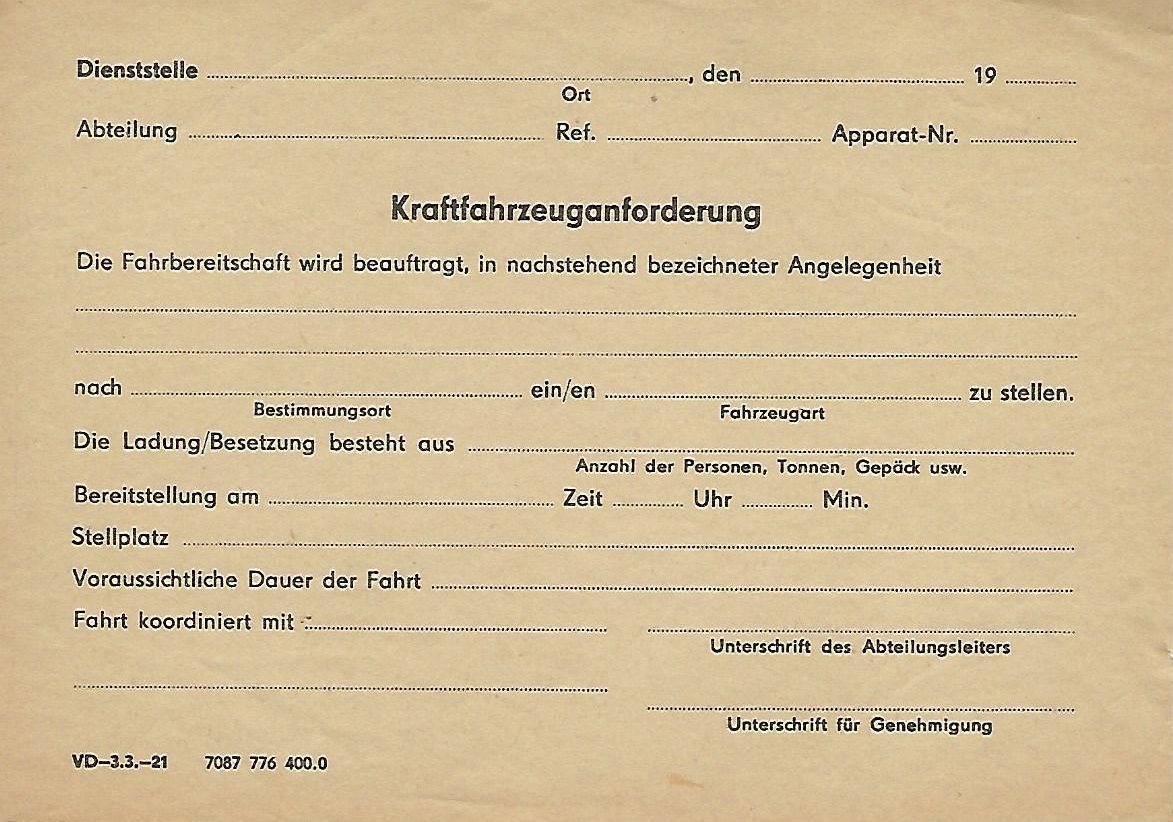 Dienststelle ........................, den ............ 19 ......
Ort
Abteilung .................... Ref. ............ Apparat-Nr. ......
Kraftfahrzeuganforderung
Die Fahrbereitschaft wird beauftragt, in nachstehend bezeichneter Angelegenheit
nach .................... ein/en .................... zu stellen.
Bestimmungsort Fahrzeugart
Die Ladung/Besetzung besteht aus ..............................
Anzahl der Personen, Tonnen, Gepäck usw.
Bereitstellung am .................... Zeit ...... Uhr ...... Min.
Stellplatz ..............................
Voraussichtliche Dauer der Fahrt ..............................
Fahrt koordiniert mit ....................
Unterschrift des Abteilungsleiters
Unterschrift für Genehmigung
VD–3.3.–21 7087 776 400.0